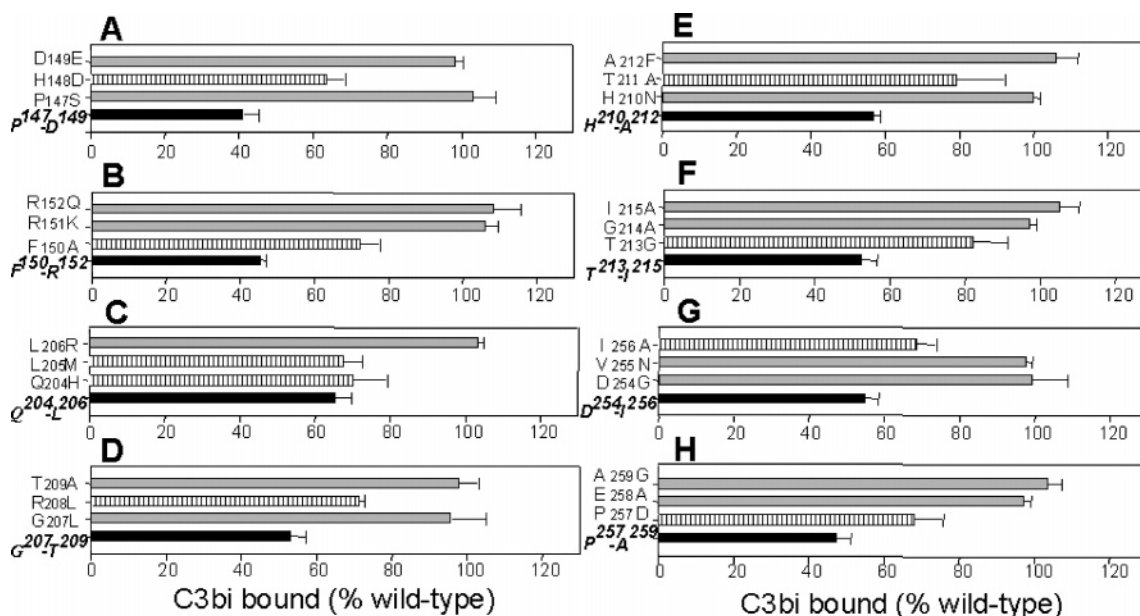 A
D149E
H148D
P147S
P147-D149
0 20 40 60 80 100 120
B
R152Q
R151K
F150A
F150-R152
0 20 40 60 80 100 120
C
L206R
L205M
Q204H
Q204-L206
0 20 40 60 80 100 120
D
T209A
R208L
G207L
G207-T209
0 20 40 60 80 100 120
C3bi bound (% wild-type)
E
A212F
T211A
H210N
H210-A212
0 20 40 60 80 100 120
F
I215A
G214A
T213G
T213-I215
0 20 40 60 80 100 120
G
I256A
V255N
D254G
D254-I256
0 20 40 60 80 100 120
H
A259G
E258A
P257D
P257-A259
0 20 40 60 80 100 120
C3bi bound (% wild-type)